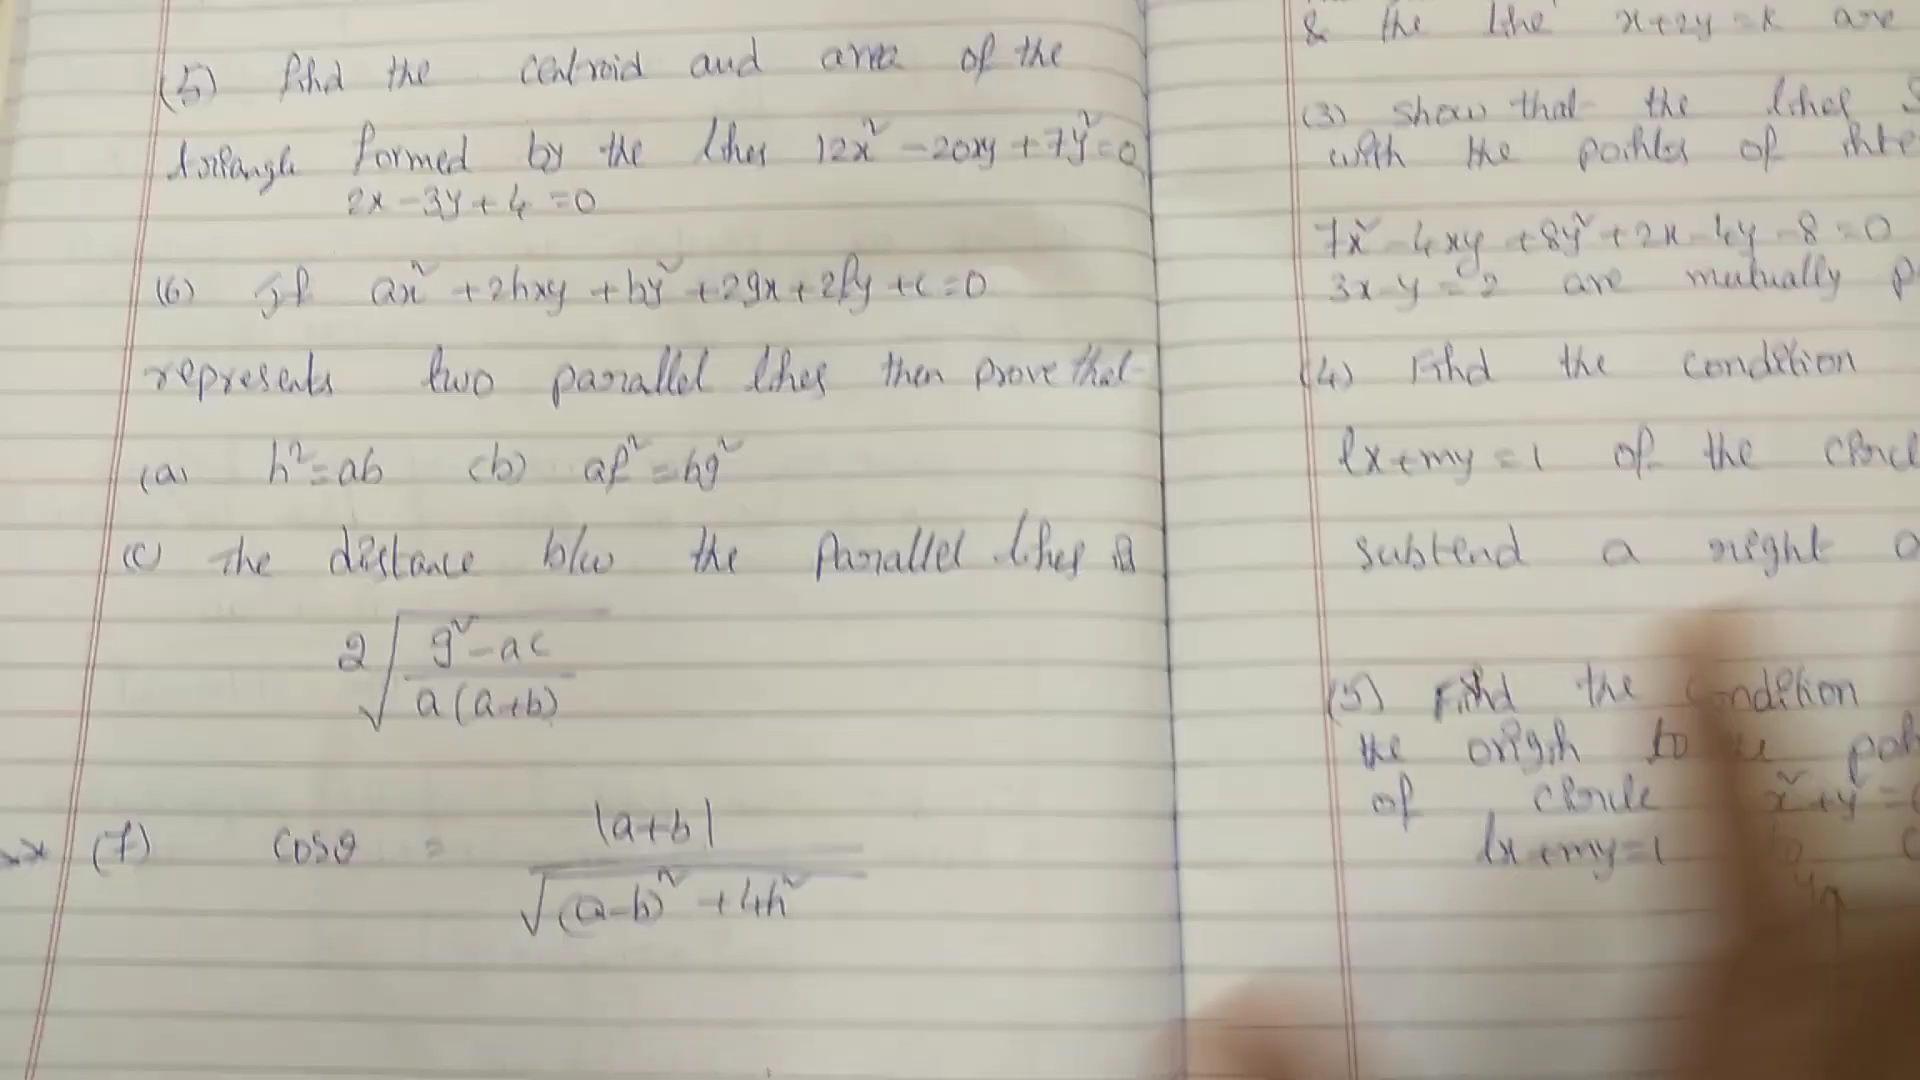 (5) Find the centroid and area of the
triangle formed by the lines 12x² - 20xy + 7y² = 0
2x - 3y + 4 = 0
(6) If ax² + 2hxy + by² + 2gx + 2fy + c = 0
represents two parallel lines then prove that
(a) h² = ab (b) af² = bg²
(c) the distance b/w the parallel lines is
2√(g² - ac / a(a+b))
(7) cosθ = |a+b| / √((a-b)² + 4h²)
& the line x+2y = k are
(3) show that the lines
with the points of inte
7x² - 4xy + 8y² + 2x - 4y - 8 = 0
3x - y = 2 are mutually p
(4) Find the condition
lx + my = 1 of the circl
subtend a right a
(5) Find the condition
the origin to
of circle x² + y² =
lx + my = 1 to